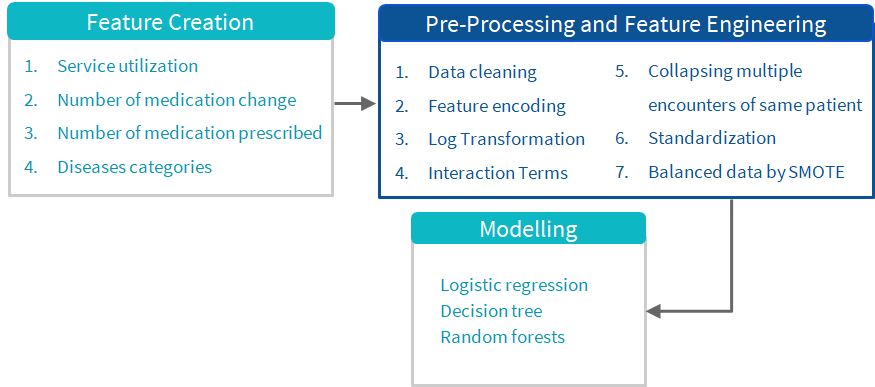 Feature Creation
1. Service utilization
2. Number of medication change
3. Number of medication prescribed
4. Diseases categories
Pre-Processing and Feature Engineering
1. Data cleaning
2. Feature encoding
3. Log Transformation
4. Interaction Terms
5. Collapsing multiple
encounters of same patient
6. Standardization
7. Balanced data by SMOTE
Modelling
Logistic regression
Decision tree
Random forests